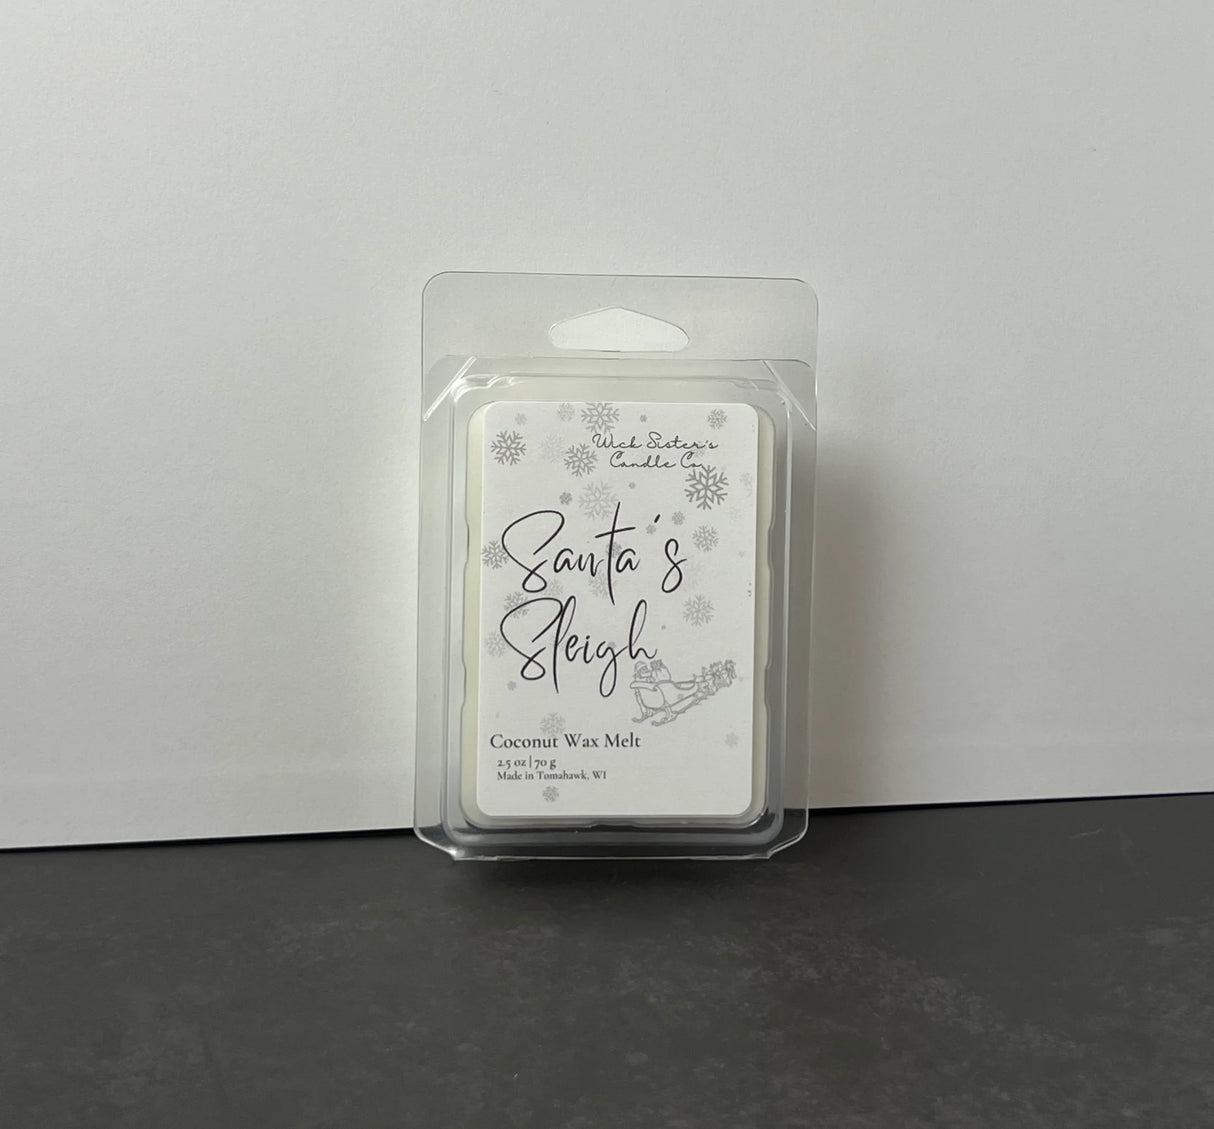 Wick Sister's
Candle Co.
Santa's
Sleigh
Coconut Wax Melt
2.5 oz | 70 g
Made in Tomahawk, WI